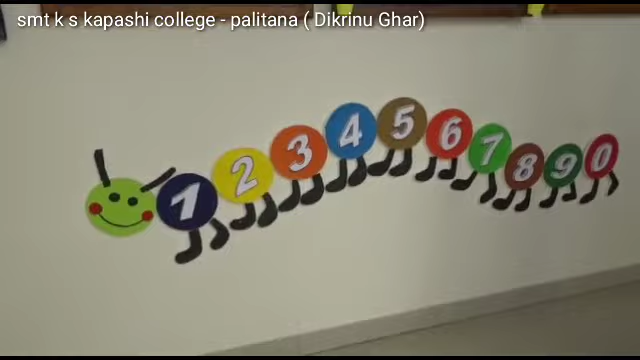 smt k s kapashi college - palitana ( Dikrinu Ghar)
1 2 3 4 5 6 7 8 9 0